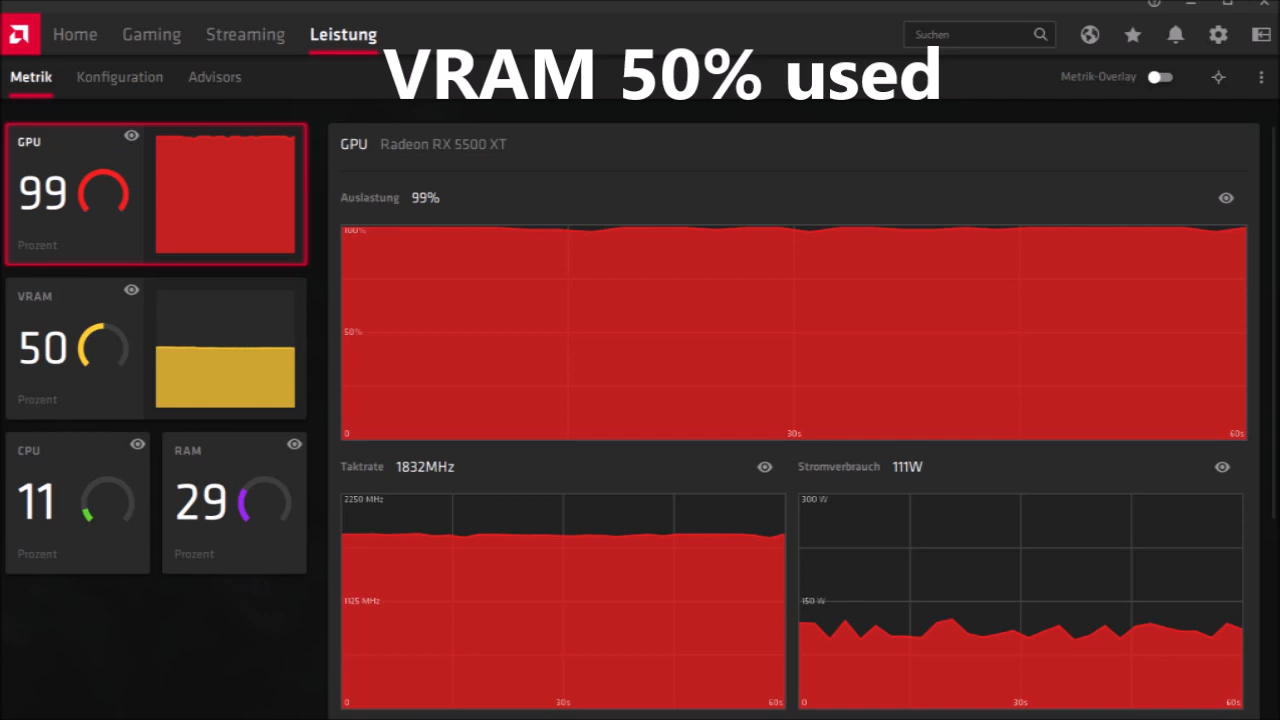 Home Gaming Streaming Leistung
Suchen
VRAM 50% used
Metrik Konfiguration Advisors
Metrik-Overlay
GPU
99
Prozent
VRAM
50
Prozent
CPU
11
Prozent
RAM
29
Prozent
GPU Radeon RX 5500 XT
Auslastung 99%
100%
50%
0 30s 60s
Taktrate 1832MHz
2250 MHz
1125 MHz
0 30s 60s
Stromverbrauch 111W
300 W
150 W
0 30s 60s